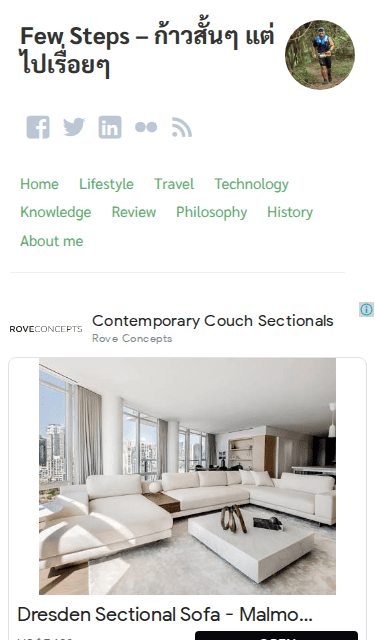 Few Steps – ก้าวสั้นๆ แต่
ไปเรื่อยๆ
Home Lifestyle Travel Technology
Knowledge Review Philosophy History
About me
ROVECONCEPTS
Contemporary Couch Sectionals
Rove Concepts
Dresden Sectional Sofa - Malmo...